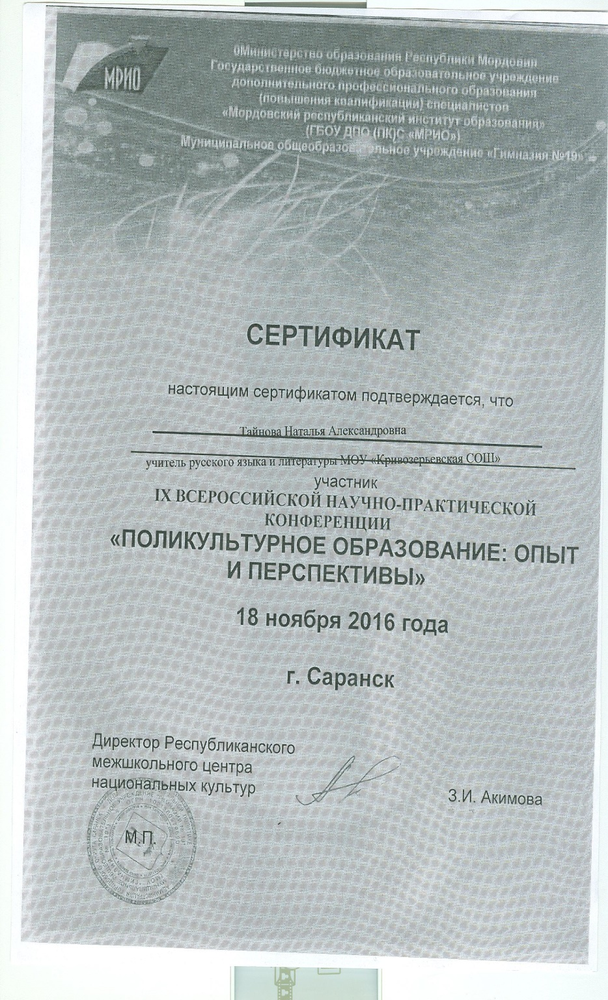 МРИО
0Министерство образования Республики Мордовия
Государственное бюджетное образовательное учреждение
дополнительного профессионального образования
(повышения квалификации) специалистов
«Мордовский республиканский институт образования»
(ГБОУ ДПО (ПК)С «МРИО»)
Муниципальное общеобразовательное учреждение «Гимназия №19»
СЕРТИФИКАТ
настоящим сертификатом подтверждается, что
Тайнова Наталья Александровна
учитель русского языка и литературы МОУ «Кривозерьевская СОШ»
участник
IX ВСЕРОССИЙСКОЙ НАУЧНО-ПРАКТИЧЕСКОЙ
КОНФЕРЕНЦИИ
«ПОЛИКУЛЬТУРНОЕ ОБРАЗОВАНИЕ: ОПЫТ
И ПЕРСПЕКТИВЫ»
18 ноября 2016 года
г. Саранск
Директор Республиканского
межшкольного центра
национальных культур
З.И. Акимова
М.П.